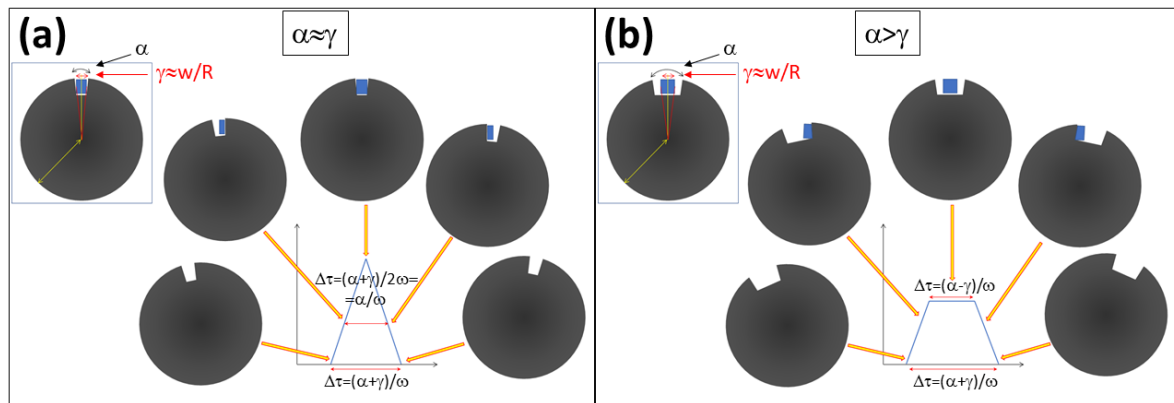 (a)
α≈γ
α
γ≈w/R
Δτ=(α+γ)/2ω=
=α/ω
Δτ=(α+γ)/ω
(b)
α>γ
α
γ≈w/R
Δτ=(α-γ)/ω
Δτ=(α+γ)/ω